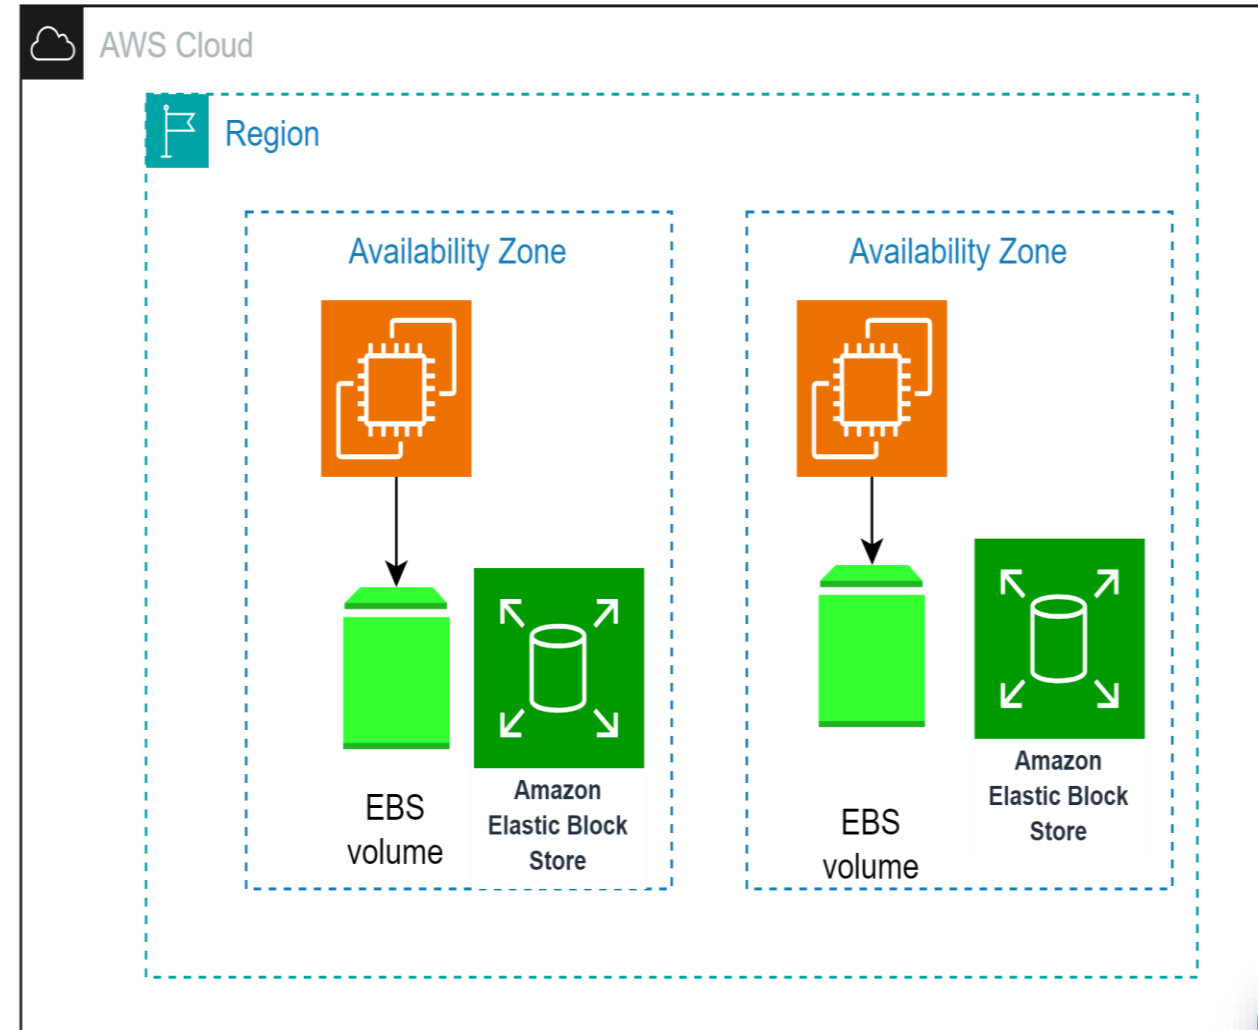 AWS Cloud
Region
Availability Zone
Availability Zone
EBS
volume
Amazon
Elastic Block
Store
EBS
volume
Amazon
Elastic Block
Store